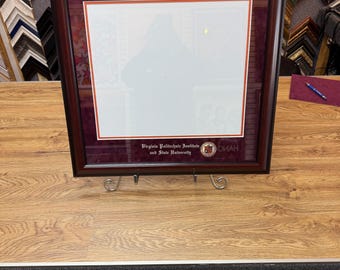 Virginia Polytechnic Institute
and State University